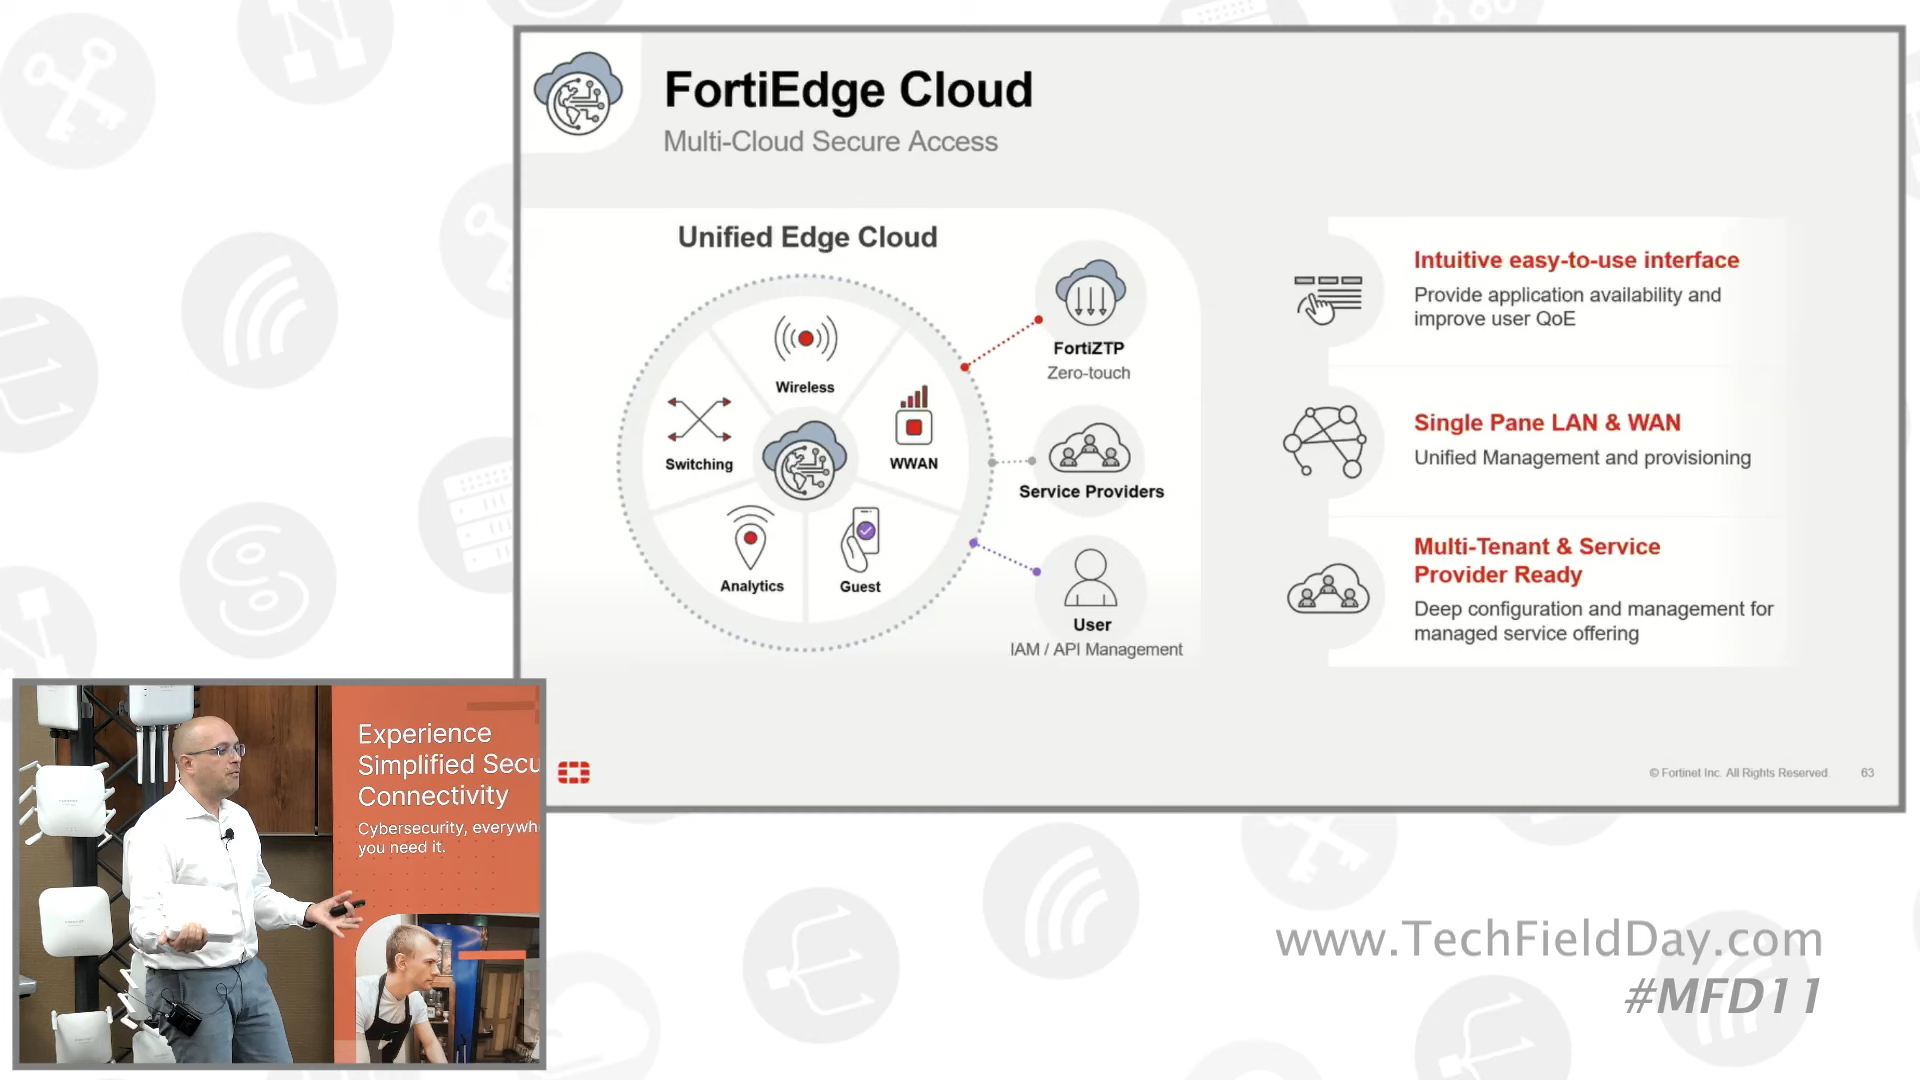 FortiEdge Cloud
Multi-Cloud Secure Access
Unified Edge Cloud
Wireless
Switching
WWAN
Analytics
Guest
FortiZTP
Zero-touch
Service Providers
User
IAM / API Management
Intuitive easy-to-use interface
Provide application availability and
improve user QoE
Single Pane LAN & WAN
Unified Management and provisioning
Multi-Tenant & Service
Provider Ready
Deep configuration and management for
managed service offering
© Fortinet Inc. All Rights Reserved.
63
Experience
Simplified Secu
Connectivity
Cybersecurity, everywh
you need it.
www.TechFieldDay.com
#MFD11